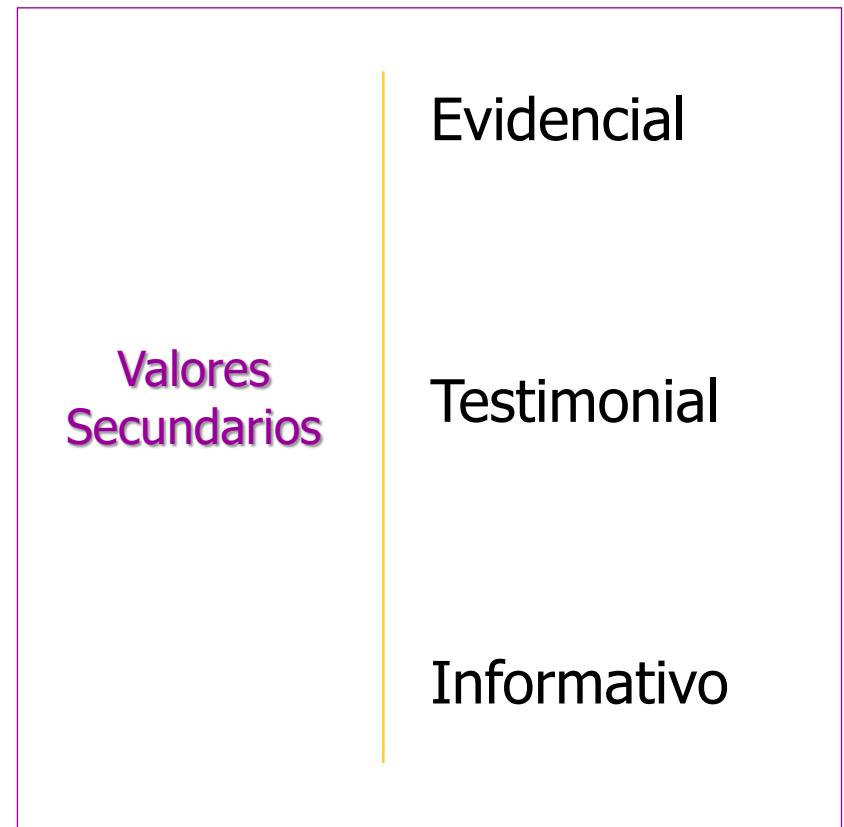 Evidencial
Valores
Secundarios
Testimonial
Informativo